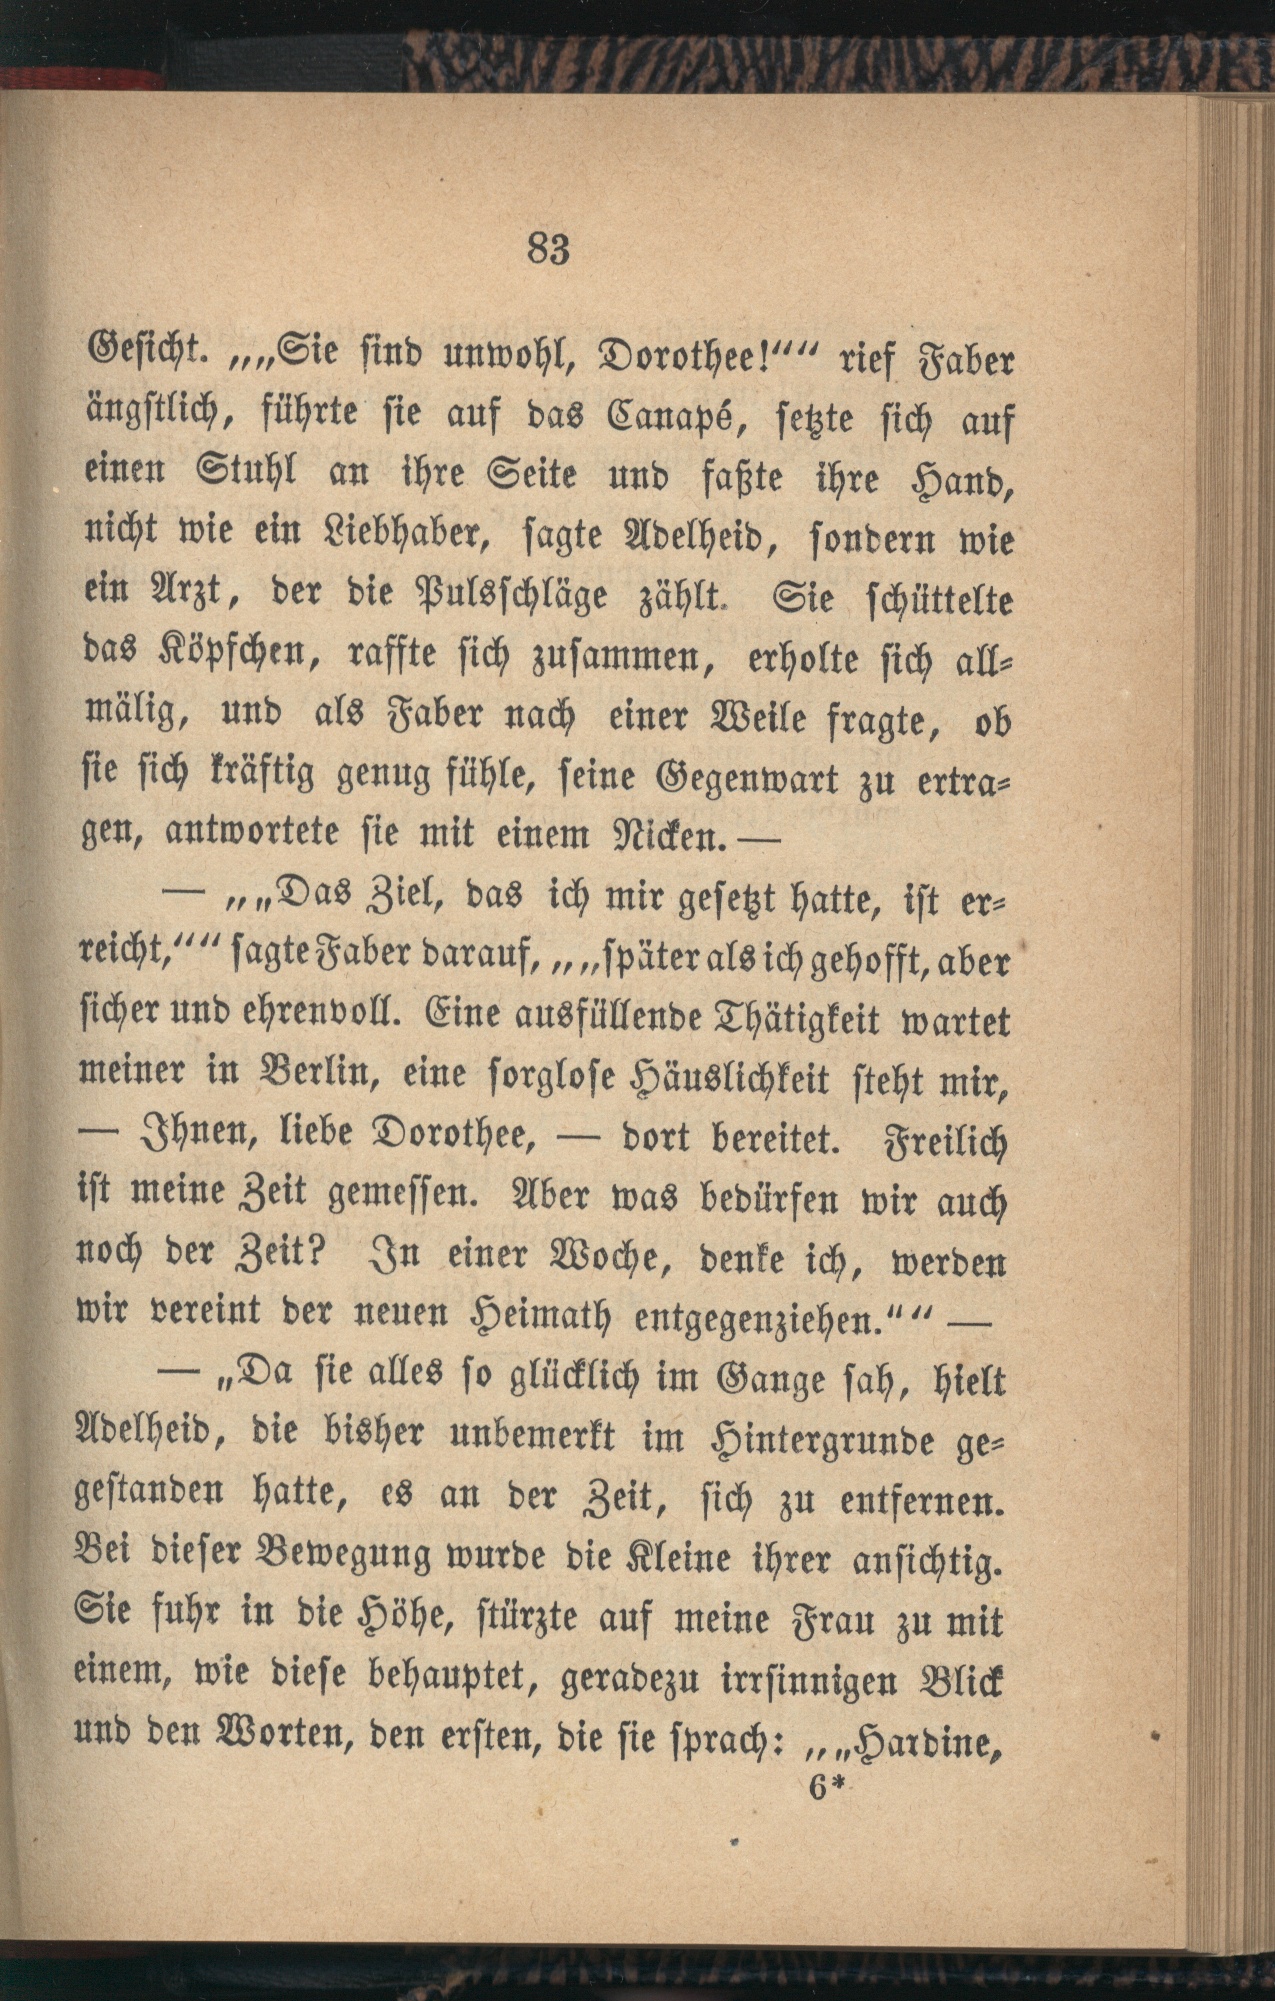 83
Gesicht. „„Sie sind unwohl, Dorothee!““ rief Faber
ängstlich, führte sie auf das Canapé, setzte sich auf
einen Stuhl an ihre Seite und faßte ihre Hand,
nicht wie ein Liebhaber, sagte Adelheid, sondern wie
ein Arzt, der die Pulsschläge zählt. Sie schüttelte
das Köpfchen, raffte sich zusammen, erholte sich all-
mälig, und als Faber nach einer Weile fragte, ob
sie sich kräftig genug fühle, seine Gegenwart zu ertra-
gen, antwortete sie mit einem Nicken. —
— „„Das Ziel, das ich mir gesetzt hatte, ist er-
reicht,““ sagte Faber darauf, „„später als ich gehofft, aber
sicher und ehrenvoll. Eine ausfüllende Thätigkeit wartet
meiner in Berlin, eine sorglose Häuslichkeit steht mir,
— Ihnen, liebe Dorothee, — dort bereitet. Freilich
ist meine Zeit gemessen. Aber was bedürfen wir auch
noch der Zeit? In einer Woche, denke ich, werden
wir vereint der neuen Heimath entgegenziehen.““ —
— „Da sie alles so glücklich im Gange sah, hielt
Adelheid, die bisher unbemerkt im Hintergrunde ge-
gestanden hatte, es an der Zeit, sich zu entfernen.
Bei dieser Bewegung wurde die Kleine ihrer ansichtig.
Sie fuhr in die Höhe, stürzte auf meine Frau zu mit
einem, wie diese behauptet, geradezu irrsinnigen Blick
und den Worten, den ersten, die sie sprach: „„Hardine,
6*